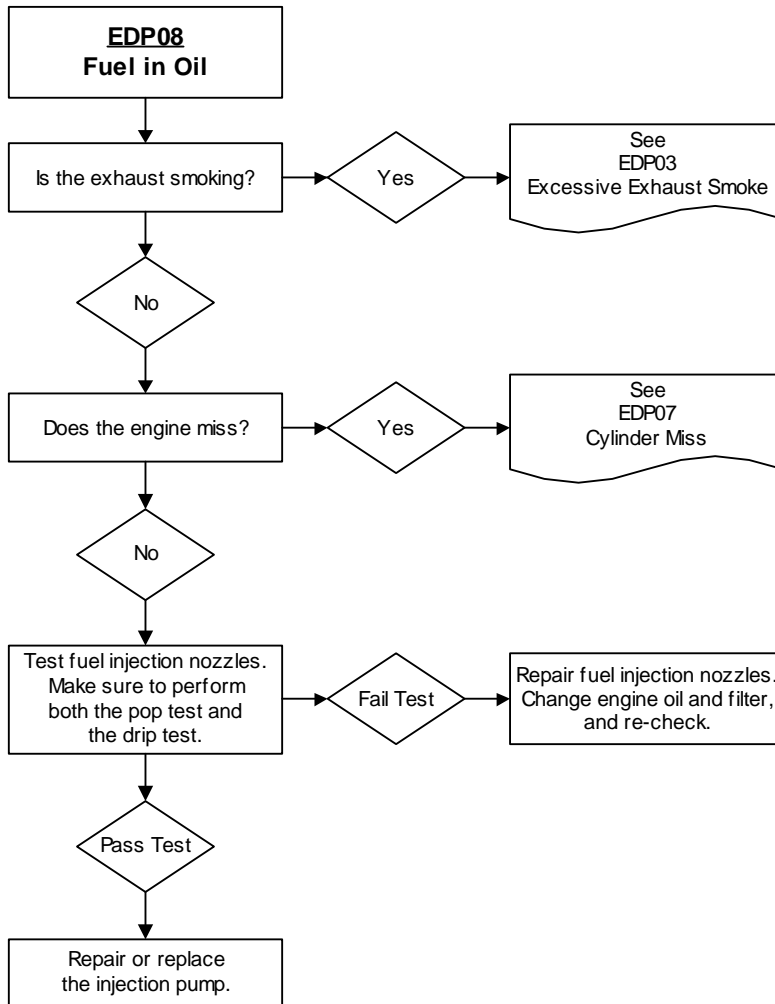 EDP08
Fuel in Oil
Is the exhaust smoking?
Yes
See
EDP03
Excessive Exhaust Smoke
No
Does the engine miss?
Yes
See
EDP07
Cylinder Miss
No
Test fuel injection nozzles.
Make sure to perform
both the pop test and
the drip test.
Fail Test
Repair fuel injection nozzles.
Change engine oil and filter,
and re-check.
Pass Test
Repair or replace
the injection pump.